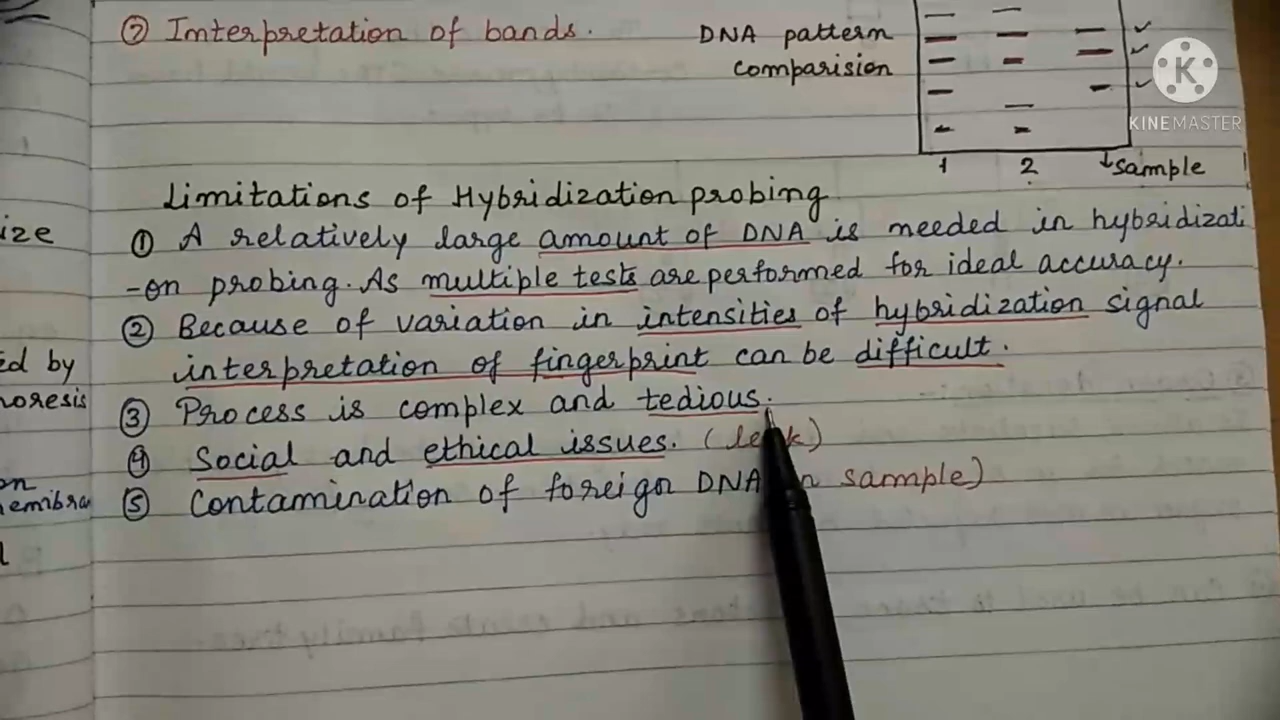 ⑦ Interpretation of bands.
DNA pattern
comparision
K
KINEMASTER
1 2 ↓sample
Limitations of Hybridization probing
ize
① A relatively large amount of DNA is needed in hybridizati
-on probing. As multiple tests are performed for ideal accuracy.
② Because of variation in intensities of hybridization signal
interpretation of fingerprint can be difficult.
ed by
③ Process is complex and tedious.
oresis
④ Social and ethical issues. (leak)
⑤ Contamination of foreign DNA in sample)
on
embra